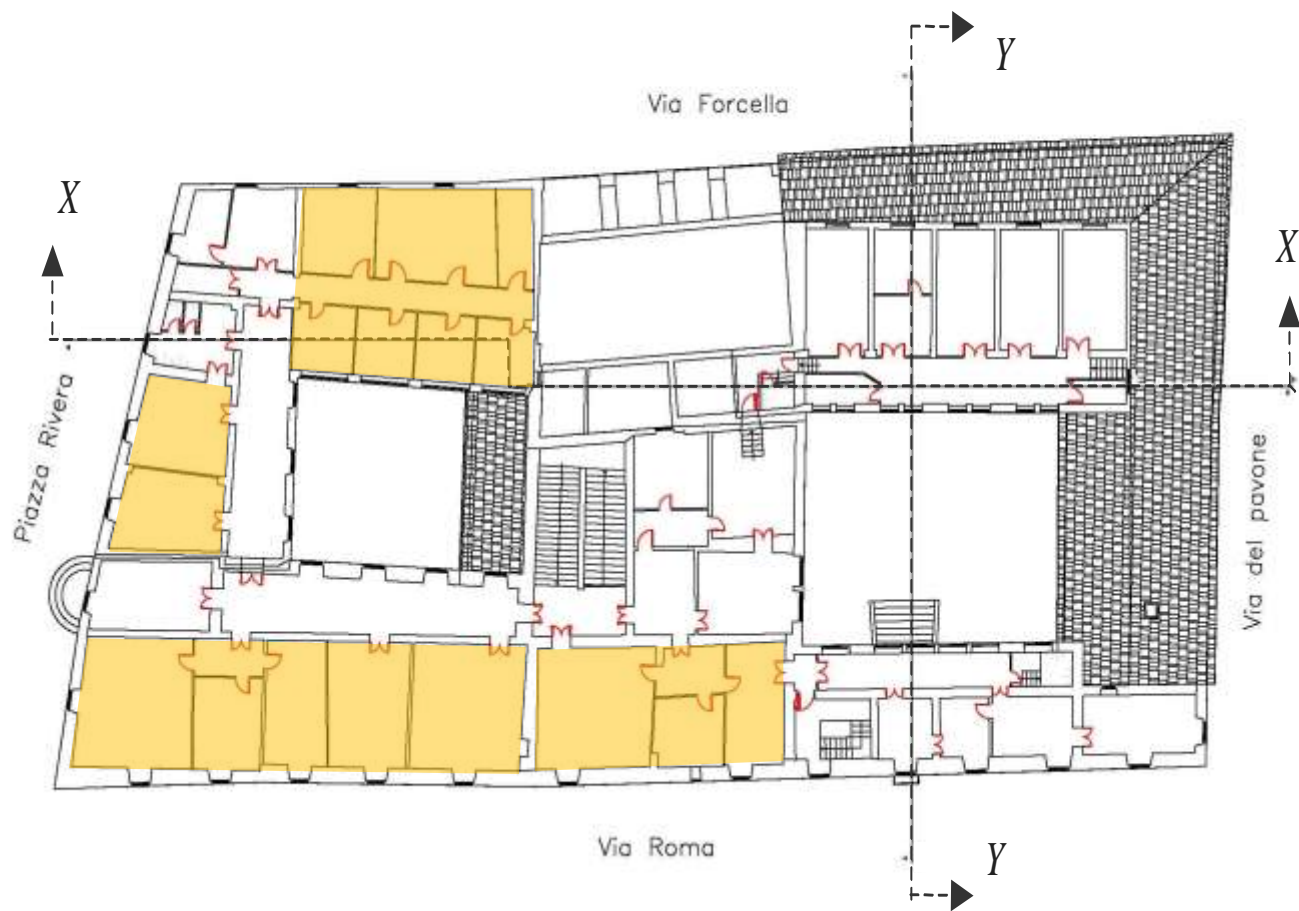 Y
Via Forcella
X
X
Piazza Rivera
Via del pavone
Via Roma
Y